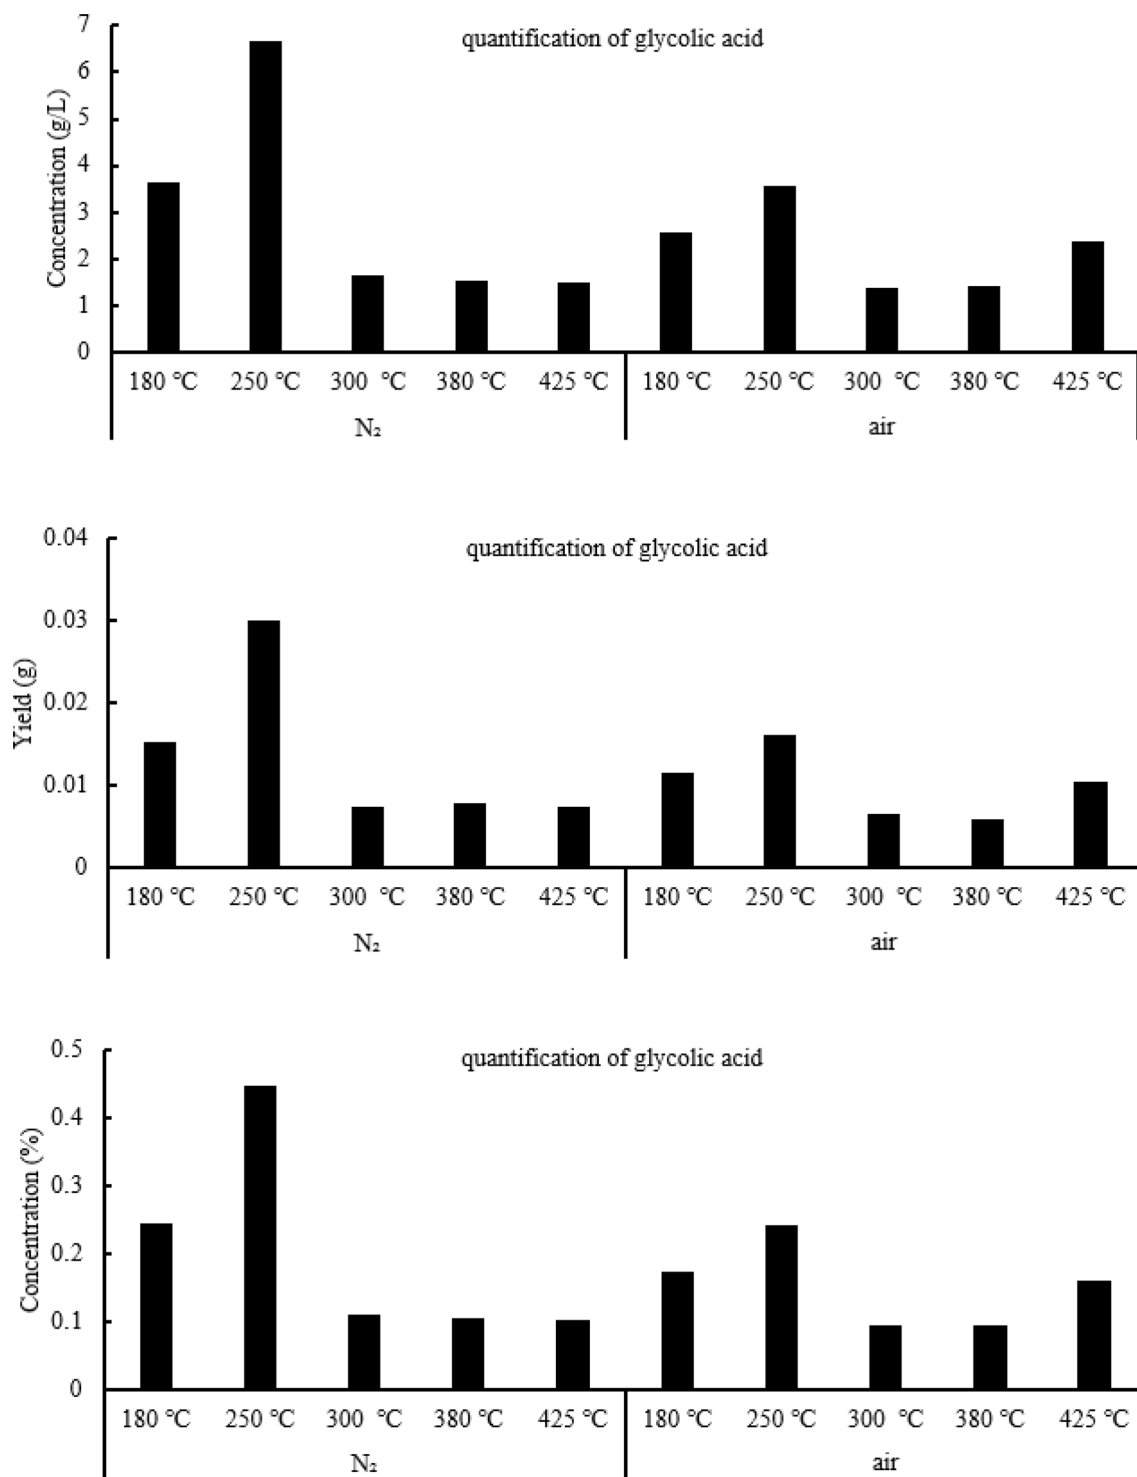 quantification of glycolic acid
Concentration (g/L)
7
6
5
4
3
2
1
0
180 ℃ 250 ℃ 300 ℃ 380 ℃ 425 ℃ 180 ℃ 250 ℃ 300 ℃ 380 ℃ 425 ℃
N₂ air
quantification of glycolic acid
Yield (g)
0.04
0.03
0.02
0.01
0
180 ℃ 250 ℃ 300 ℃ 380 ℃ 425 ℃ 180 ℃ 250 ℃ 300 ℃ 380 ℃ 425 ℃
N₂ air
quantification of glycolic acid
Concentration (%)
0.5
0.4
0.3
0.2
0.1
0
180 ℃ 250 ℃ 300 ℃ 380 ℃ 425 ℃ 180 ℃ 250 ℃ 300 ℃ 380 ℃ 425 ℃
N₂ air